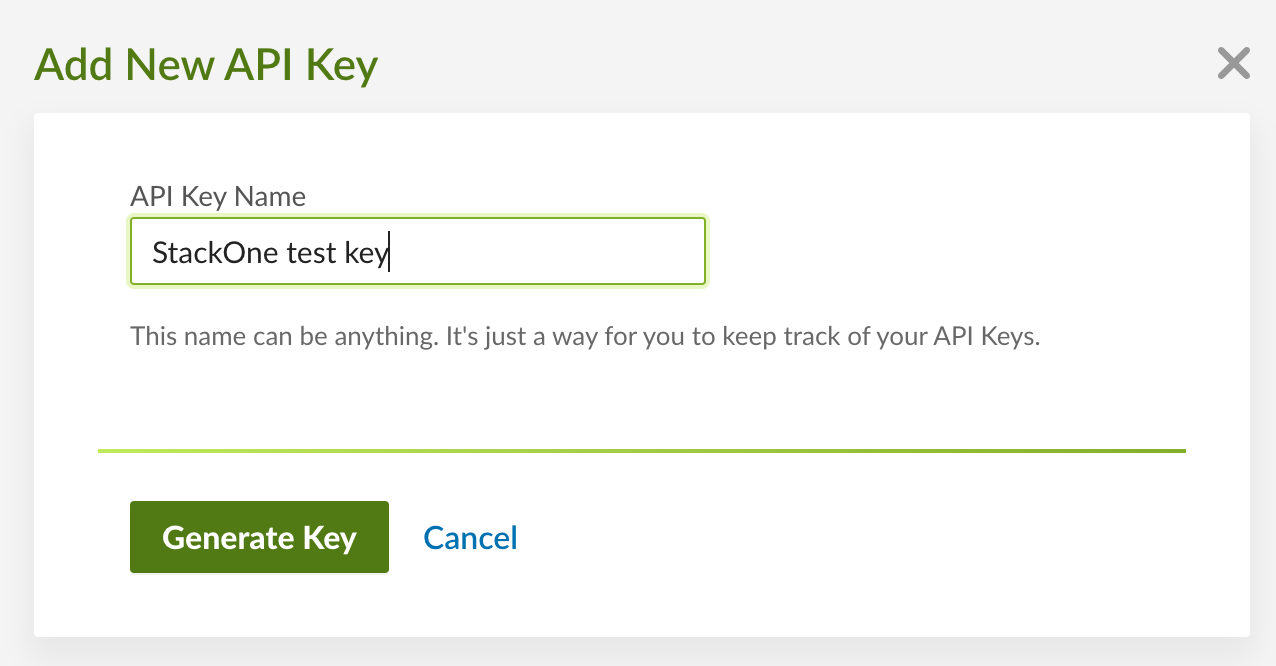 Add New API Key
API Key Name
StackOne test key
This name can be anything. It's just a way for you to keep track of your API Keys.
Generate Key
Cancel